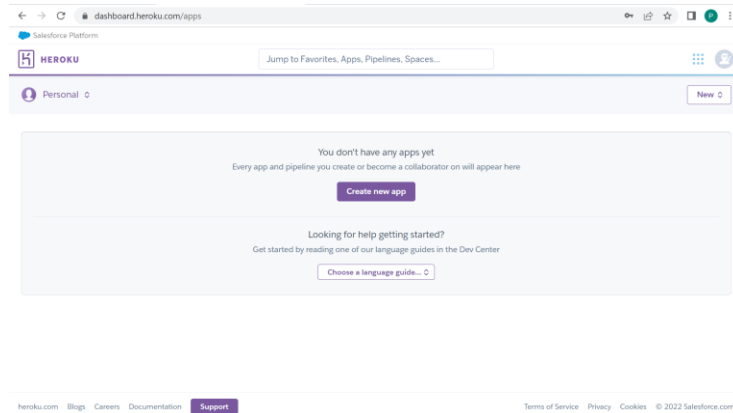 dashboard.heroku.com/apps
P
Salesforce Platform
HEROKU
Jump to Favorites, Apps, Pipelines, Spaces...
Personal
New
You don't have any apps yet
Every app and pipeline you create or become a collaborator on will appear here
Create new app
Looking for help getting started?
Get started by reading one of our language guides in the Dev Center
Choose a language guide...
heroku.com Blogs Careers Documentation Support Terms of Service Privacy Cookies © 2022 Salesforce.com